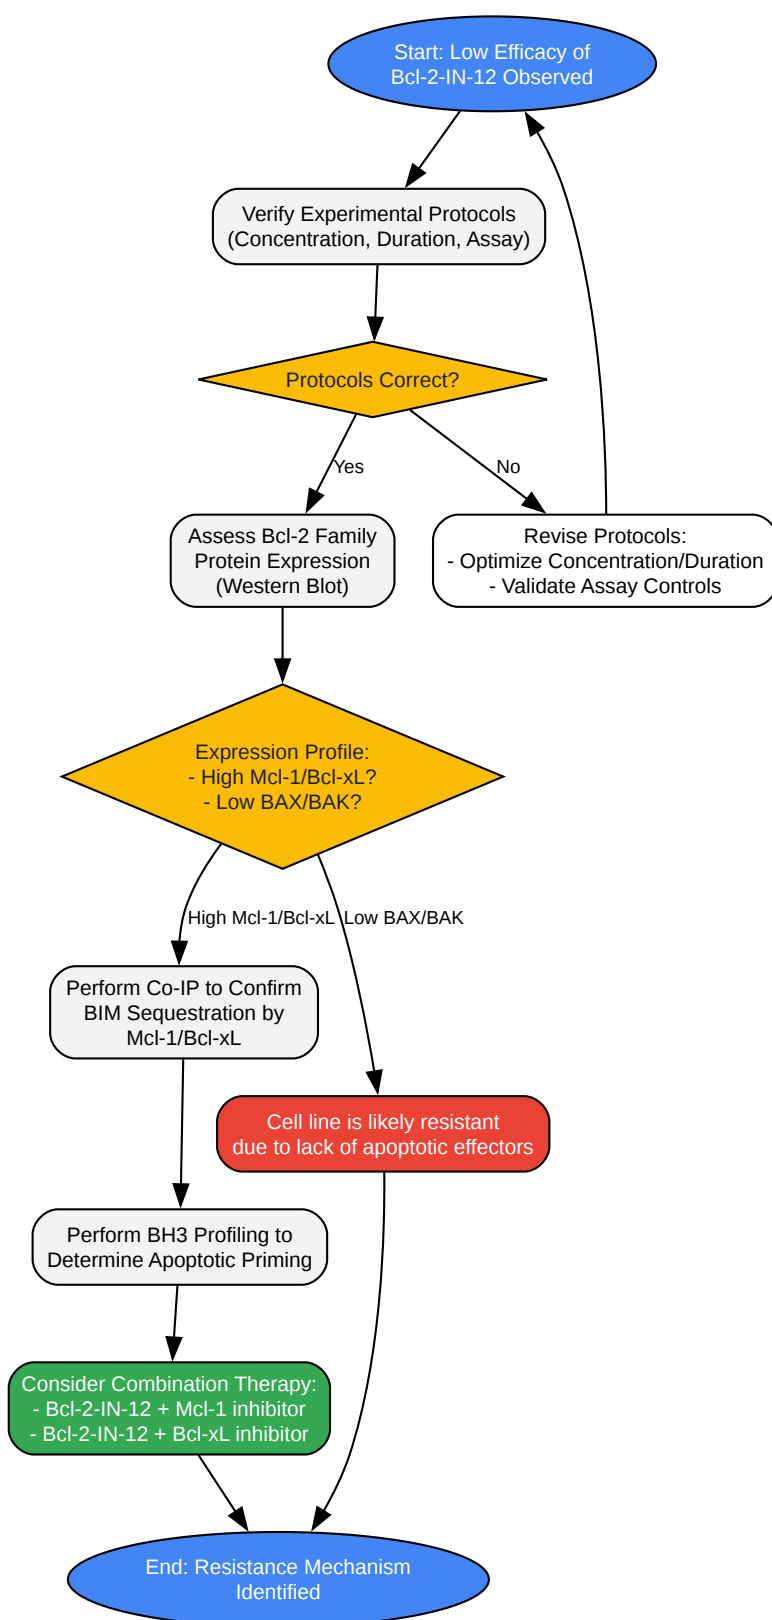 Start: Low Efficacy of
Bcl-2-IN-12 Observed
Verify Experimental Protocols
(Concentration, Duration, Assay)
Protocols Correct?
Yes
No
Assess Bcl-2 Family
Protein Expression
(Western Blot)
Revise Protocols:
- Optimize Concentration/Duration
- Validate Assay Controls
Expression Profile:
- High Mcl-1/Bcl-xL?
- Low BAX/BAK?
High Mcl-1/Bcl-xL
Low BAX/BAK
Perform Co-IP to Confirm
BIM Sequestration by
Mcl-1/Bcl-xL
Cell line is likely resistant
due to lack of apoptotic effectors
Perform BH3 Profiling to
Determine Apoptotic Priming
Consider Combination Therapy:
- Bcl-2-IN-12 + Mcl-1 inhibitor
- Bcl-2-IN-12 + Bcl-xL inhibitor
End: Resistance Mechanism
Identified